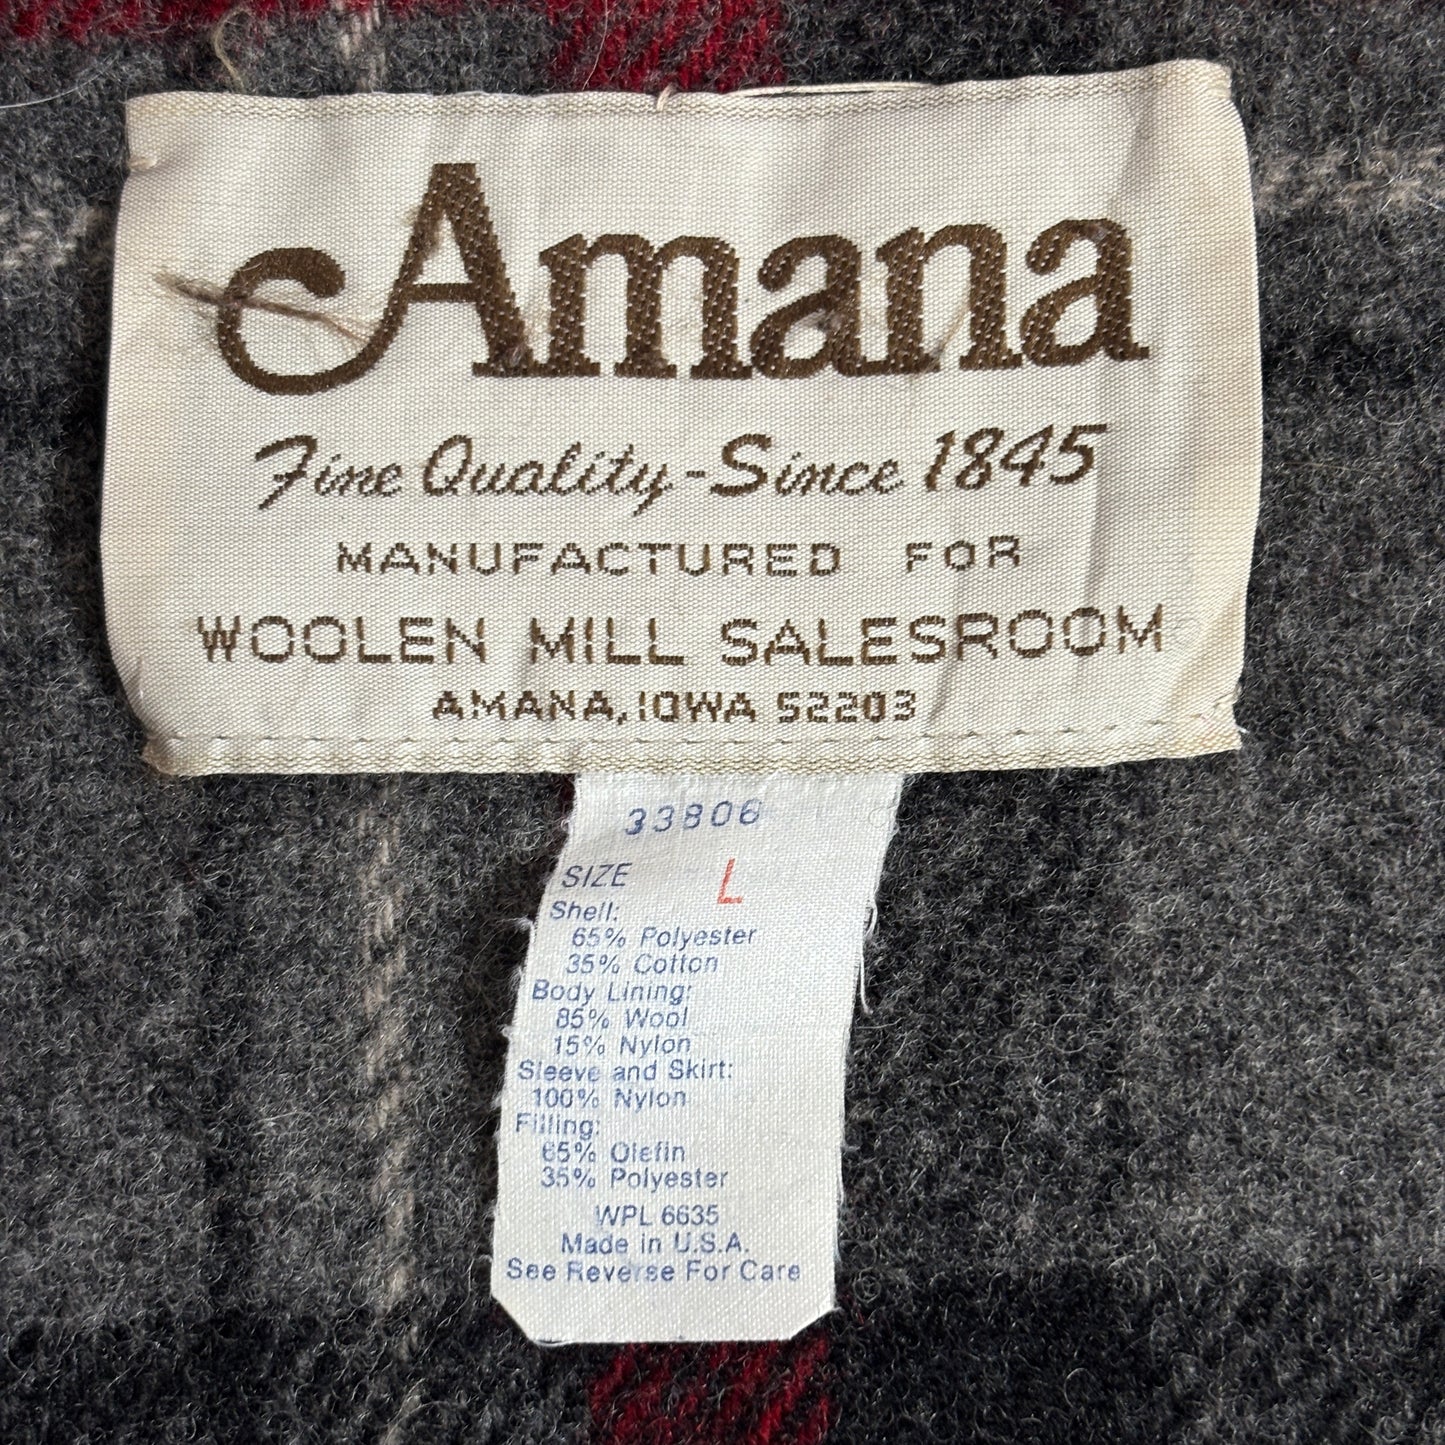 Amana
Fine Quality-Since 1845
MANUFACTURED FOR
WOOLEN MILL SALESROOM
AMANA, IOWA 52203
33806
SIZE L
Shell:
65% Polyester
35% Cotton
Body Lining:
85% Wool
15% Nylon
Sleeve and Skirt:
100% Nylon
Filling:
65% Olefin
35% Polyester
WPL 6635
Made in U.S.A.
See Reverse For Care